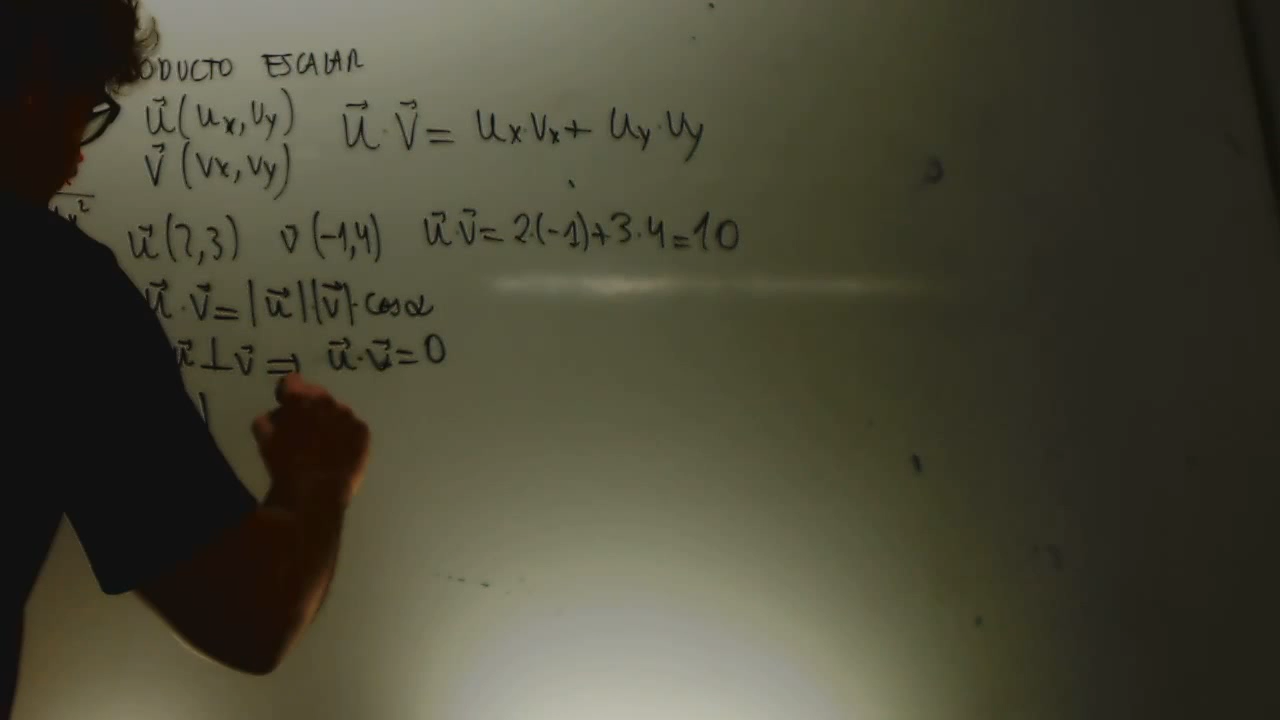 ODUCTO ESCALAR
u⃗(ux,uy) u⃗·v⃗= ux·vx+ uy·vy
v⃗ (vx,vy)
u⃗(2,3) v⃗(-1,4) u⃗·v⃗= 2·(-1)+3·4=10
u⃗·v⃗=|u⃗||v⃗|·cosα
u⃗⊥v⃗ ⇒ u⃗·v⃗=0